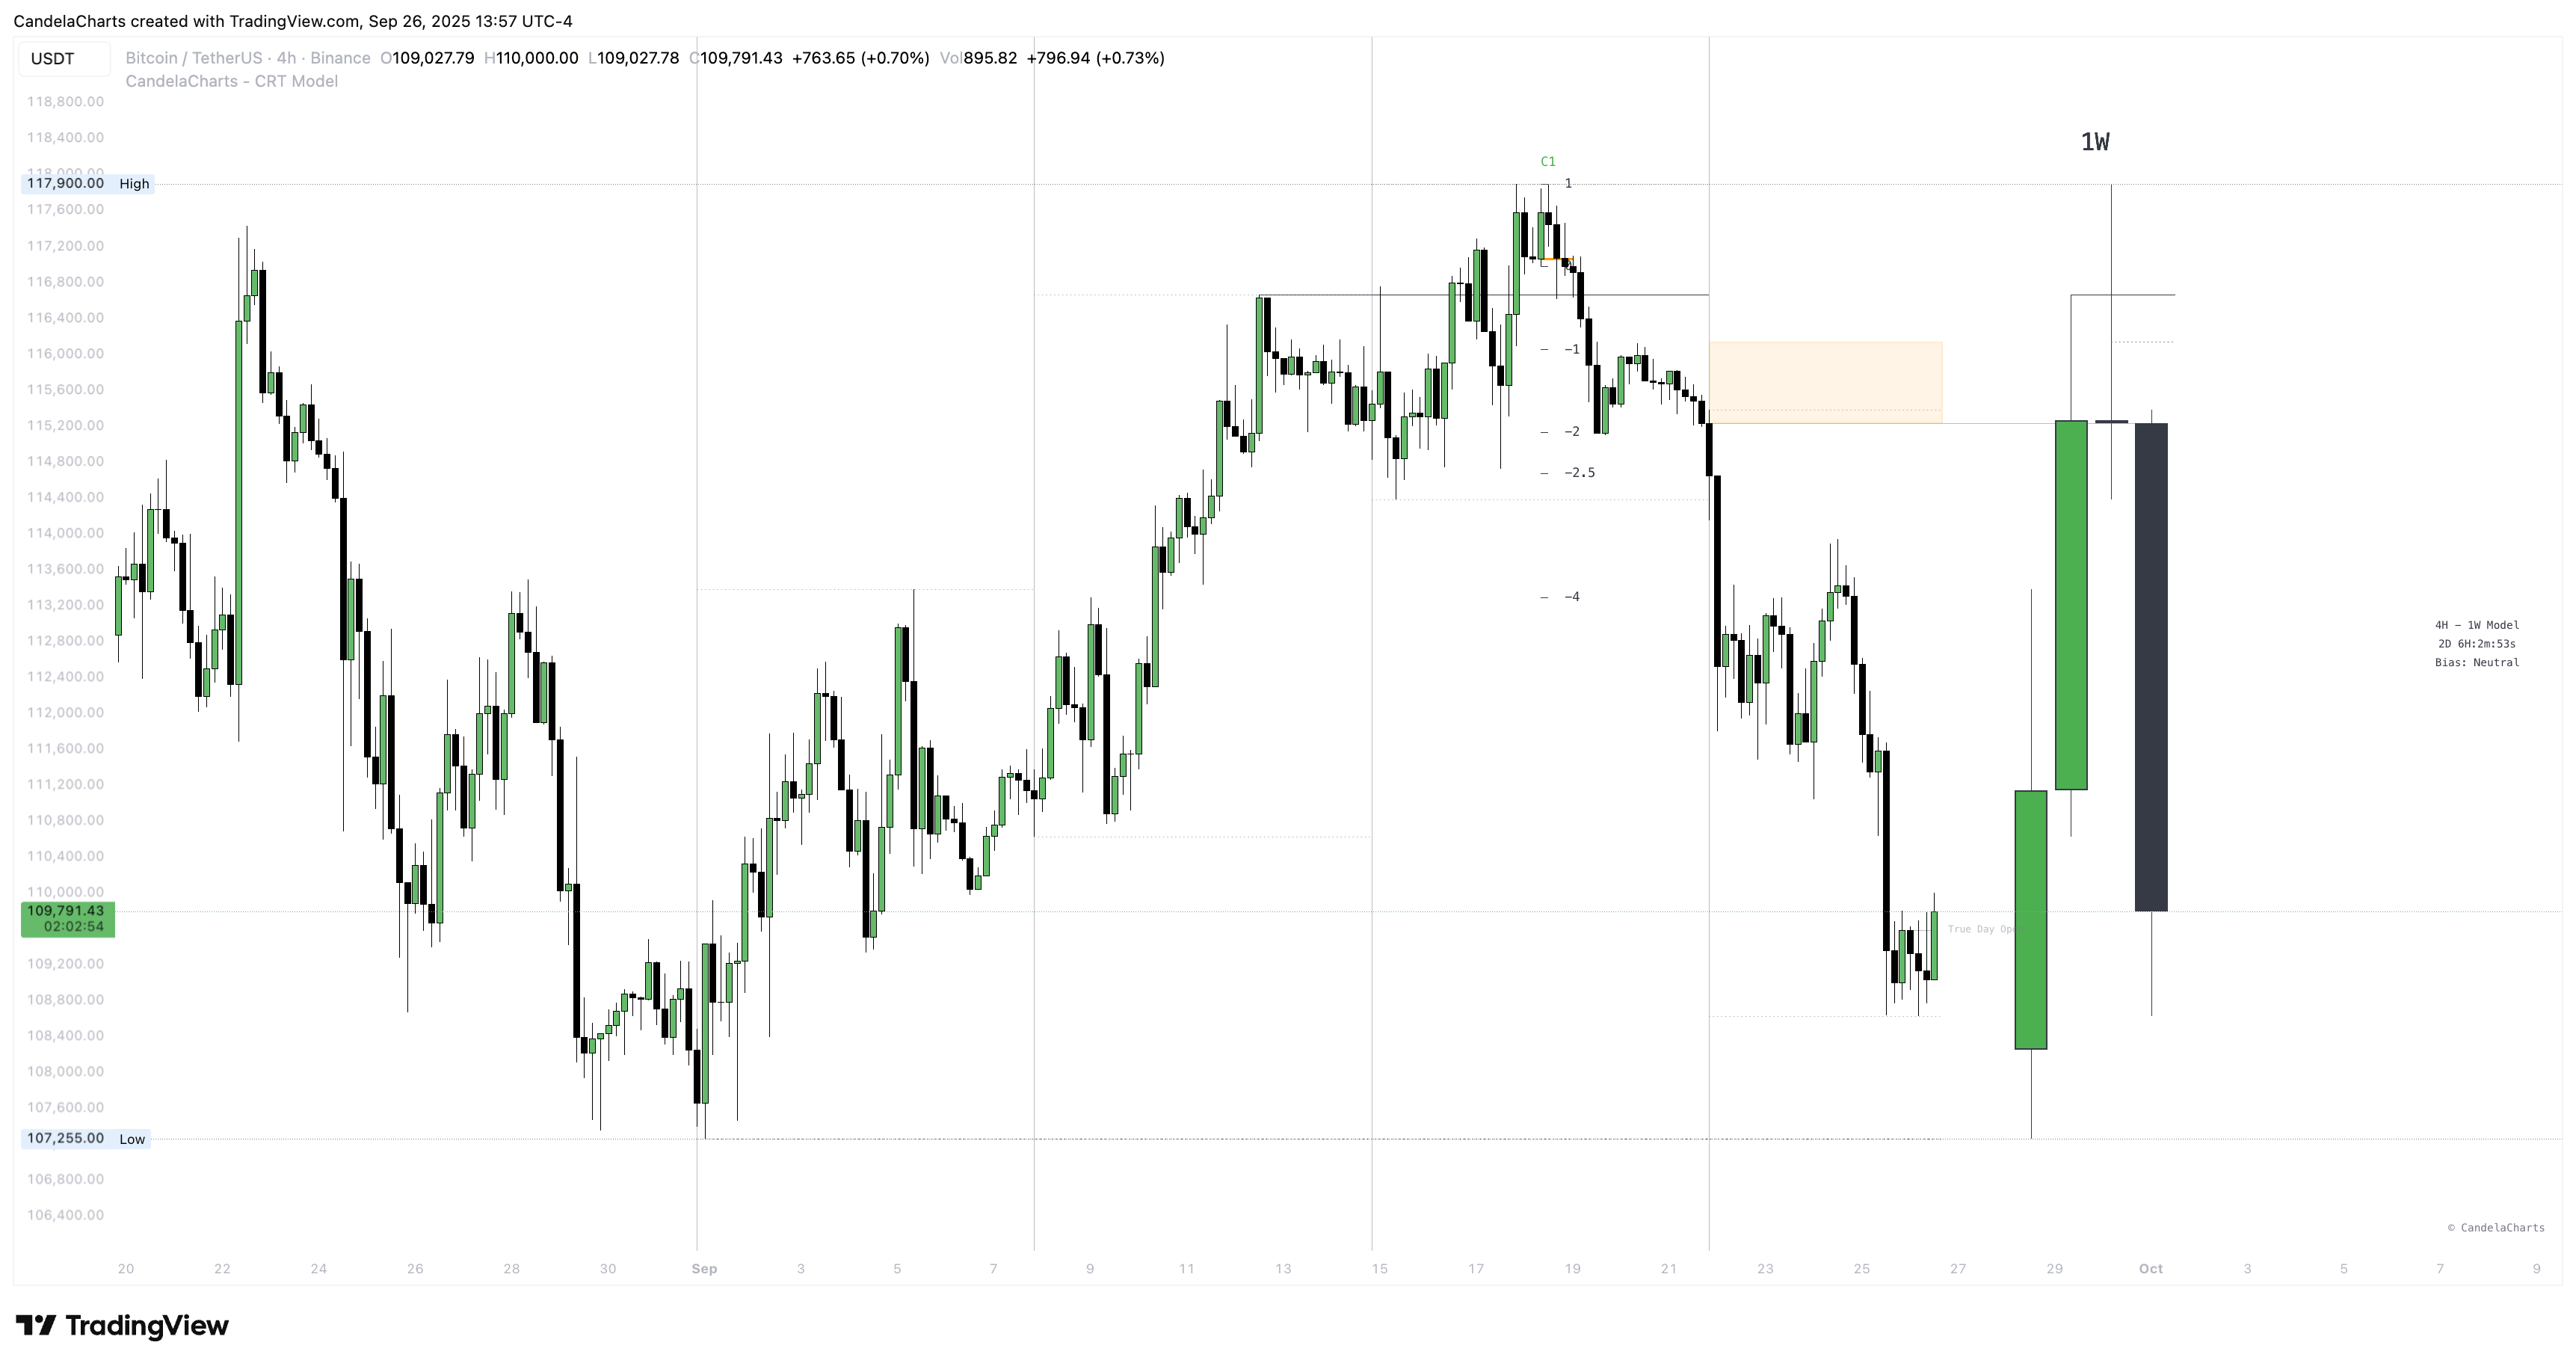 CandelaCharts created with TradingView.com, Sep 26, 2025 13:57 UTC-4
USDT
Bitcoin / TetherUS · 4h · Binance O109,027.79 H110,000.00 L109,027.78 C109,791.43 +763.65 (+0.70%) Vol895.82 +796.94 (+0.73%)
CandelaCharts - CRT Model
118,800.00
118,400.00
1W
C1
118,000.00
117,900.00 High
1
117,600.00
117,200.00
116,800.00
116,400.00
116,000.00
-1
115,600.00
115,200.00
-2
114,800.00
-2.5
114,400.00
114,000.00
113,600.00
-4
113,200.00
4H - 1W Model
112,800.00
2D 6H:2m:53s
Bias: Neutral
112,400.00
112,000.00
111,600.00
111,200.00
110,800.00
110,400.00
110,000.00
109,791.43
02:02:54
True Day Op
109,200.00
108,800.00
108,400.00
108,000.00
107,600.00
107,255.00 Low
106,800.00
106,400.00
© CandelaCharts
20 22 24 26 28 30 Sep 3 5 7 9 11 13 15 17 19 21 23 25 27 29 Oct 3 5 7 9
TradingView